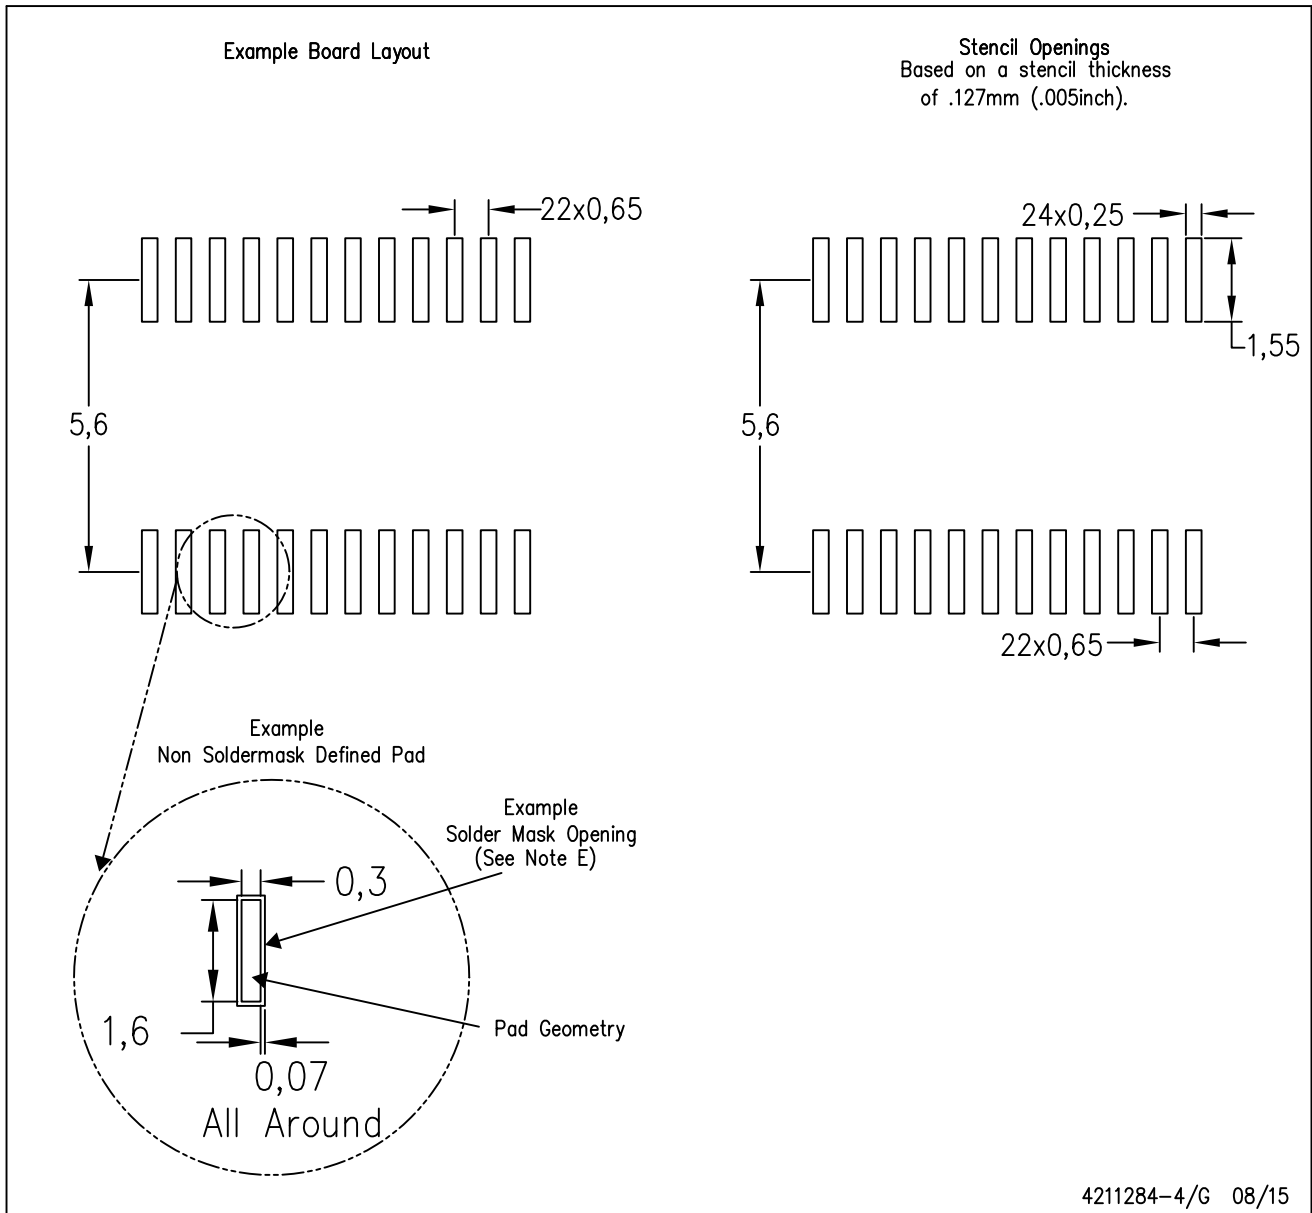 Example Board Layout
Stencil Openings
Based on a stencil thickness
of .127mm (.005inch).
22x0,65
24x0,25
1,55
5,6
5,6
22x0,65
Example
Non Soldermask Defined Pad
Example
Solder Mask Opening
(See Note E)
0,3
1,6
Pad Geometry
0,07
All Around
4211284-4/G 08/15